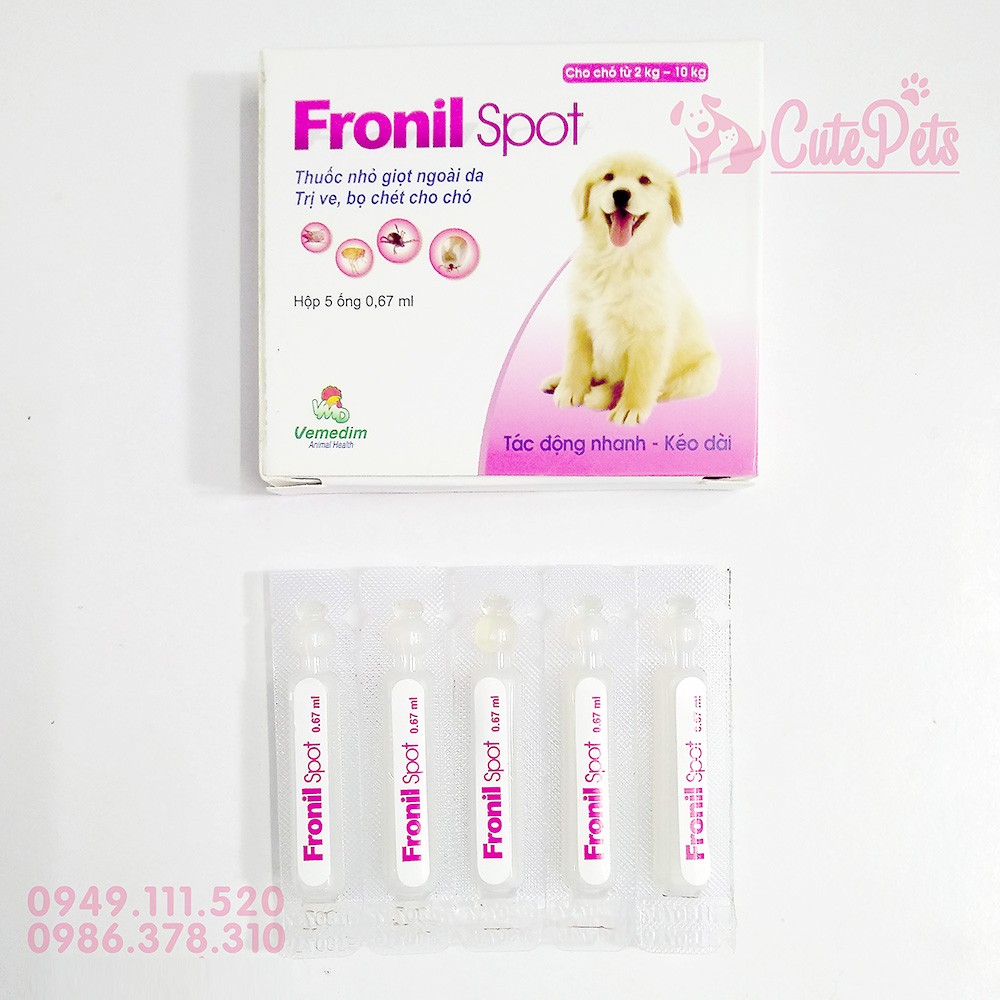 Cho chó từ 2 kg – 10 kg
Fronil Spot
CutePets
Thuốc nhỏ giọt ngoài da
Trị ve, bọ chét cho chó
Hộp 5 ống 0,67 ml
VMD
Vemedim
Animal Health
Tác động nhanh - Kéo dài
Fronil Spot 0.67 ml
Fronil Spot 0.67 ml
Fronil Spot 0.67 ml
Fronil Spot 0.67 ml
Fronil Spot 0.67 ml
0949.111.520
0986.378.310